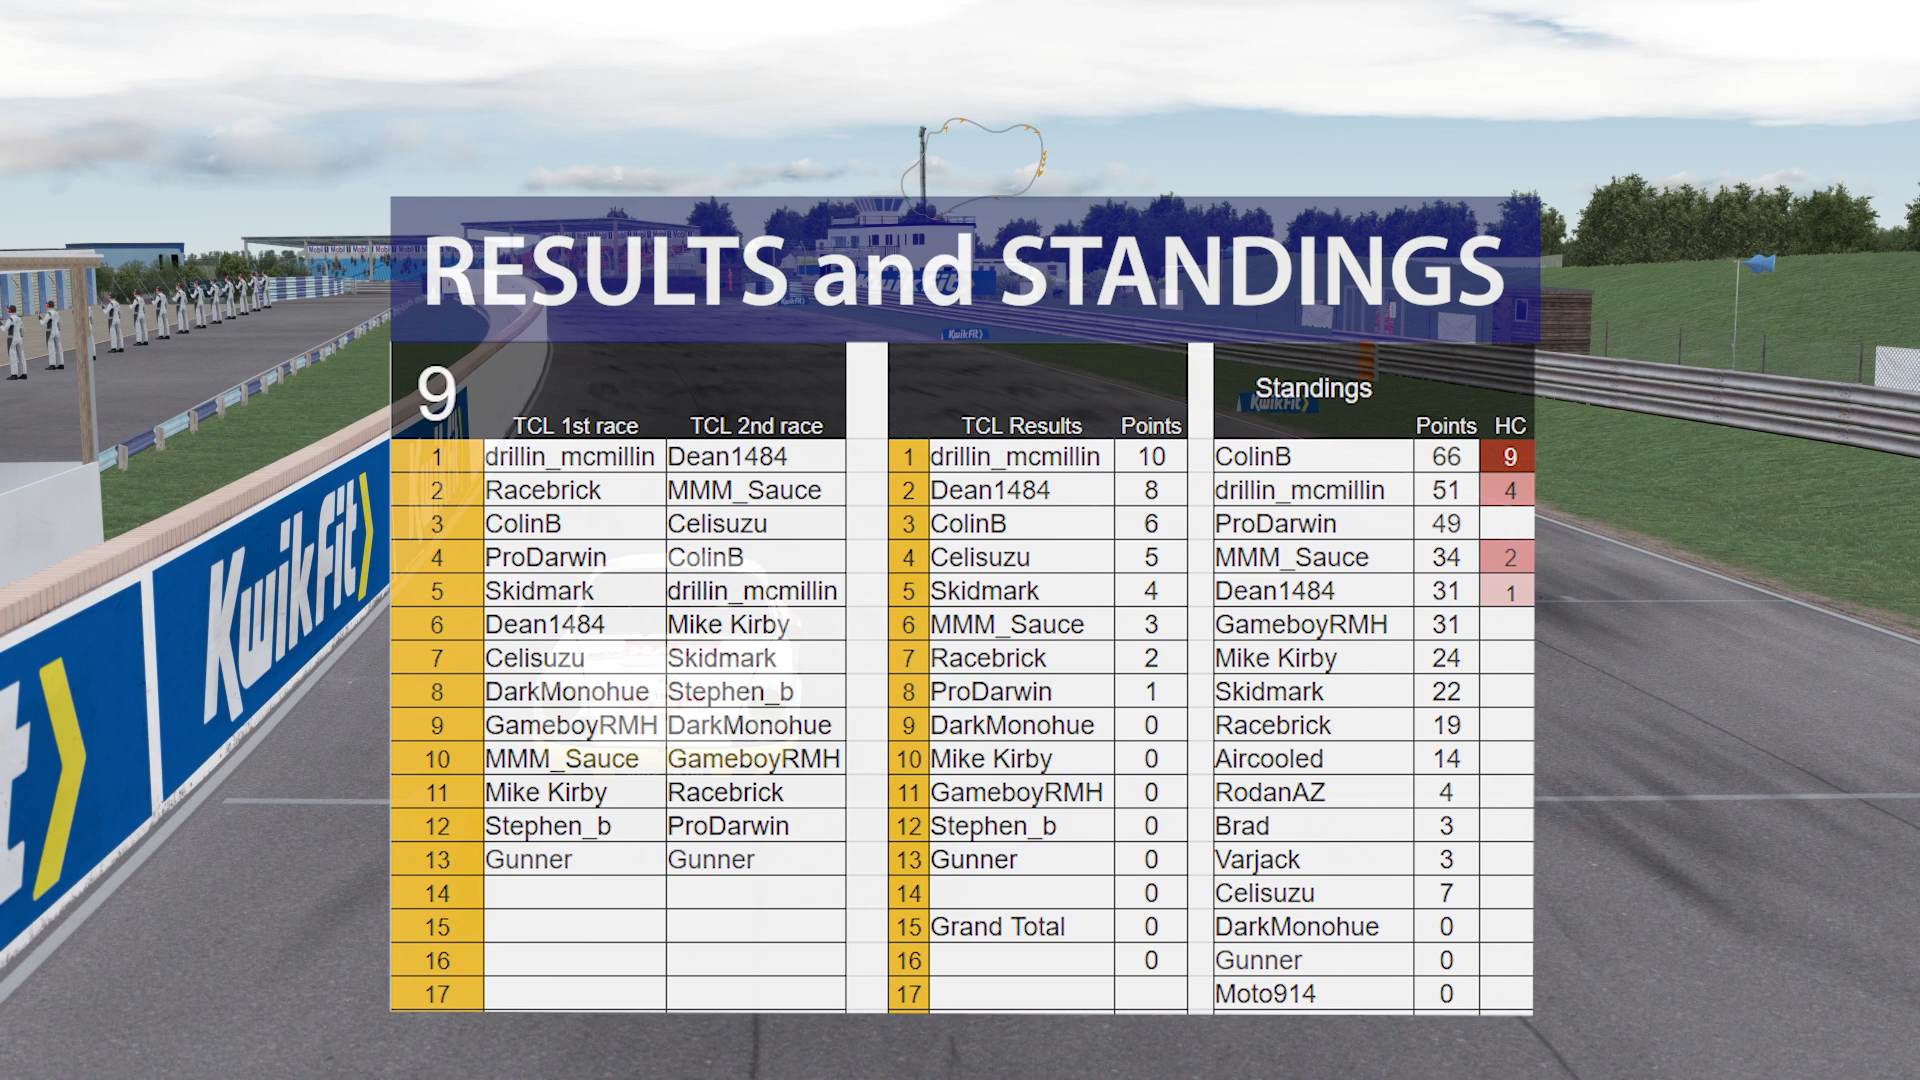 RESULTS and STANDINGS
9 Standings
TCL 1st race TCL 2nd race TCL Results Points Points HC
1 drillin_mcmillin Dean1484 1 drillin_mcmillin 10 ColinB 66 9
2 Racebrick MMM_Sauce 2 Dean1484 8 drillin_mcmillin 51 4
3 ColinB Celisuzu 3 ColinB 6 ProDarwin 49
4 ProDarwin ColinB 4 Celisuzu 5 MMM_Sauce 34 2
5 Skidmark drillin_mcmillin 5 Skidmark 4 Dean1484 31 1
6 Dean1484 Mike Kirby 6 MMM_Sauce 3 GameboyRMH 31
7 Celisuzu Skidmark 7 Racebrick 2 Mike Kirby 24
8 DarkMonohue Stephen_b 8 ProDarwin 1 Skidmark 22
9 GameboyRMH DarkMonohue 9 DarkMonohue 0 Racebrick 19
10 MMM_Sauce GameboyRMH 10 Mike Kirby 0 Aircooled 14
11 Mike Kirby Racebrick 11 GameboyRMH 0 RodanAZ 4
12 Stephen_b ProDarwin 12 Stephen_b 0 Brad 3
13 Gunner Gunner 13 Gunner 0 Varjack 3
14 14 0 Celisuzu 7
15 15 Grand Total 0 DarkMonohue 0
16 16 0 Gunner 0
17 17 Moto914 0
KwikFit
KwikFit
KwikFit
KwikFit
t
Mobil